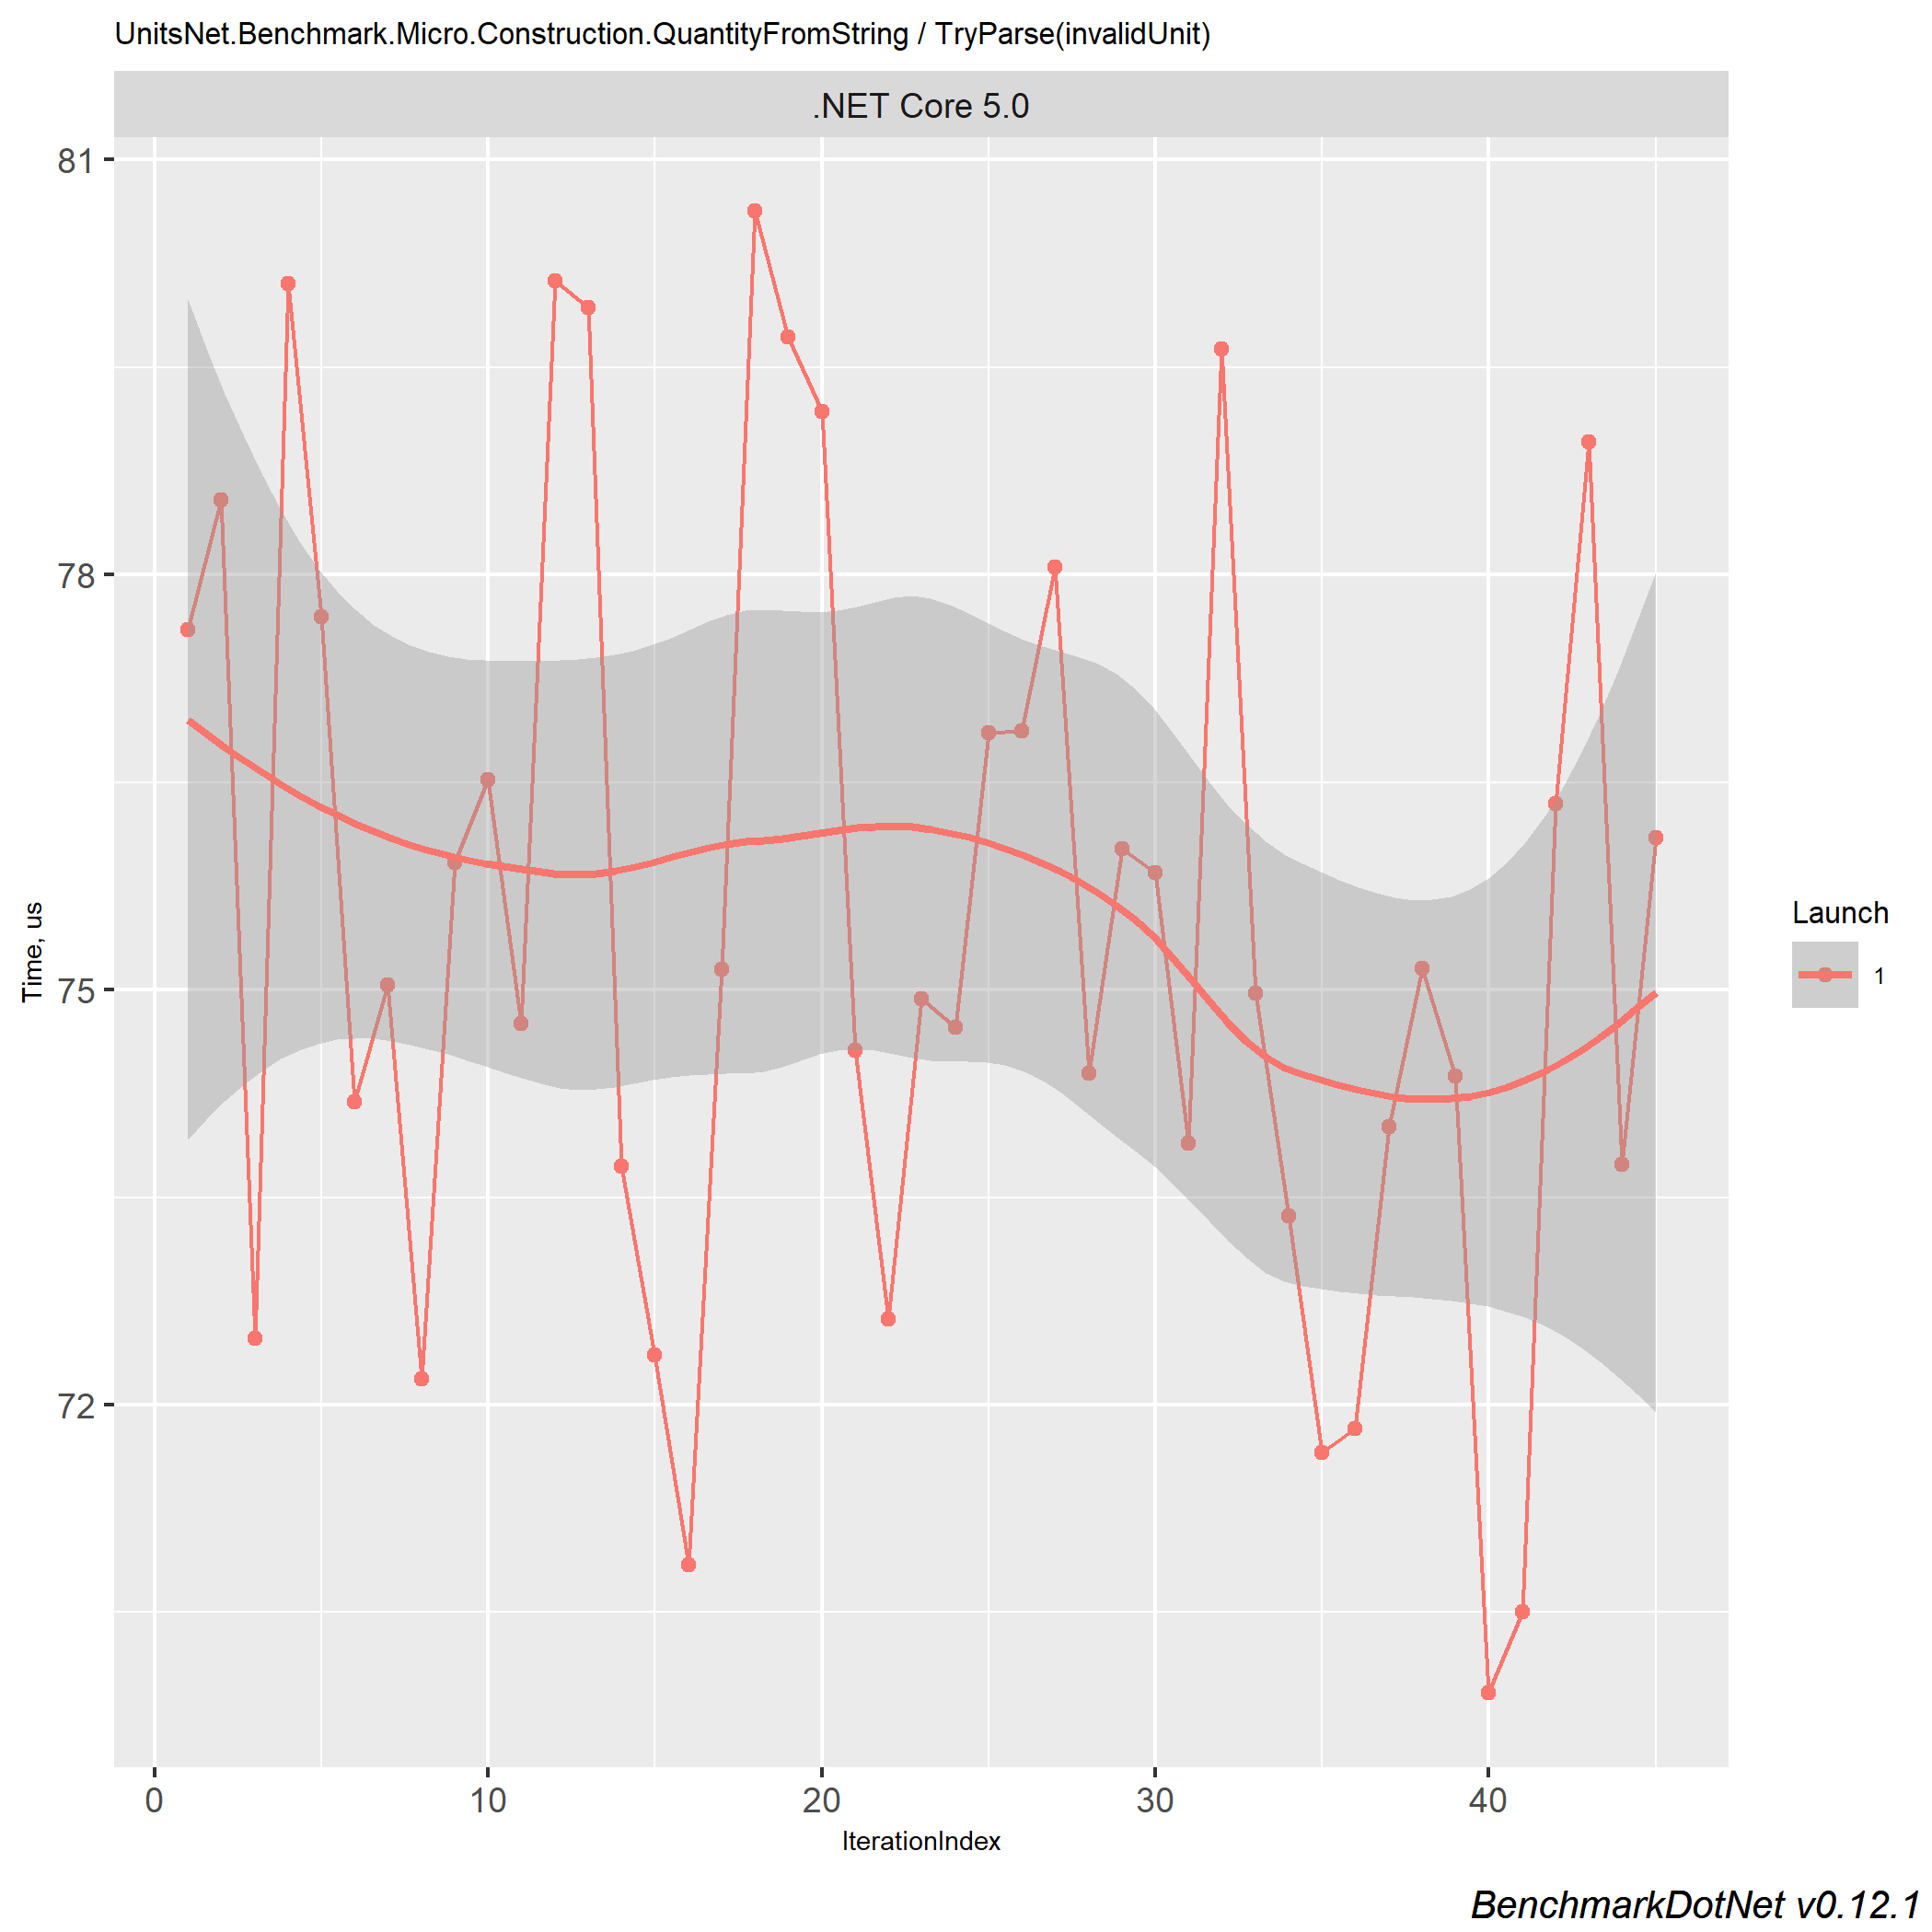 UnitsNet.Benchmark.Micro.Construction.QuantityFromString / TryParse(invalidUnit)
.NET Core 5.0
81
78
75
72
Time, us
0 10 20 30 40
IterationIndex
Launch
1
BenchmarkDotNet v0.12.1